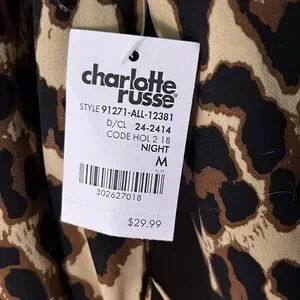 charlotte
russe
STYLE 91271-ALL-12381
D/CL 24-2414
CODE HOL 2 18
NIGHT
M
302627018
$29.99